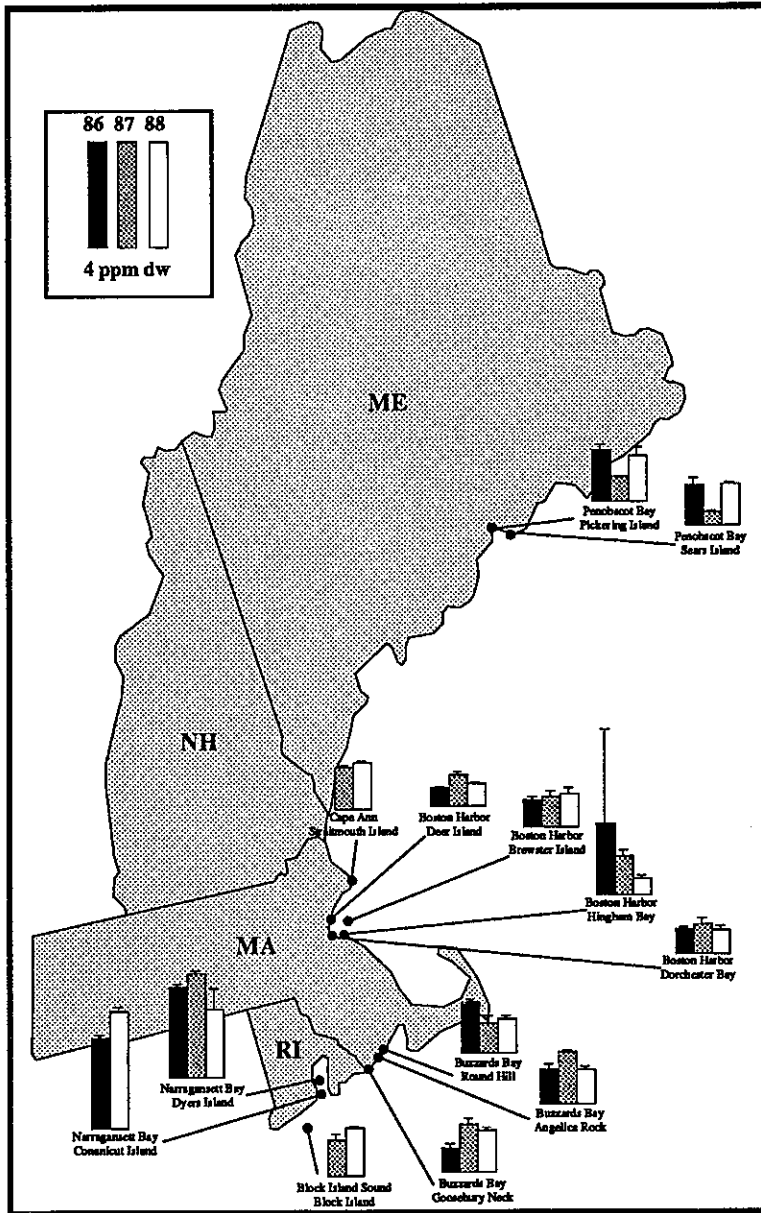 86 87 88
4 ppm dw
ME
Penobscot Bay
Pickering Island
Penobscot Bay
Sears Island
NH
Cape Ann
Straitsmouth Island
Boston Harbor
Deer Island
Boston Harbor
Brewster Island
Boston Harbor
Hingham Bay
Boston Harbor
Dorchester Bay
MA
RI
Narragansett Bay
Dyers Island
Narragansett Bay
Conanicut Island
Buzzards Bay
Round Hill
Buzzards Bay
Angelica Rock
Buzzards Bay
Goosebury Neck
Block Island Sound
Block Island